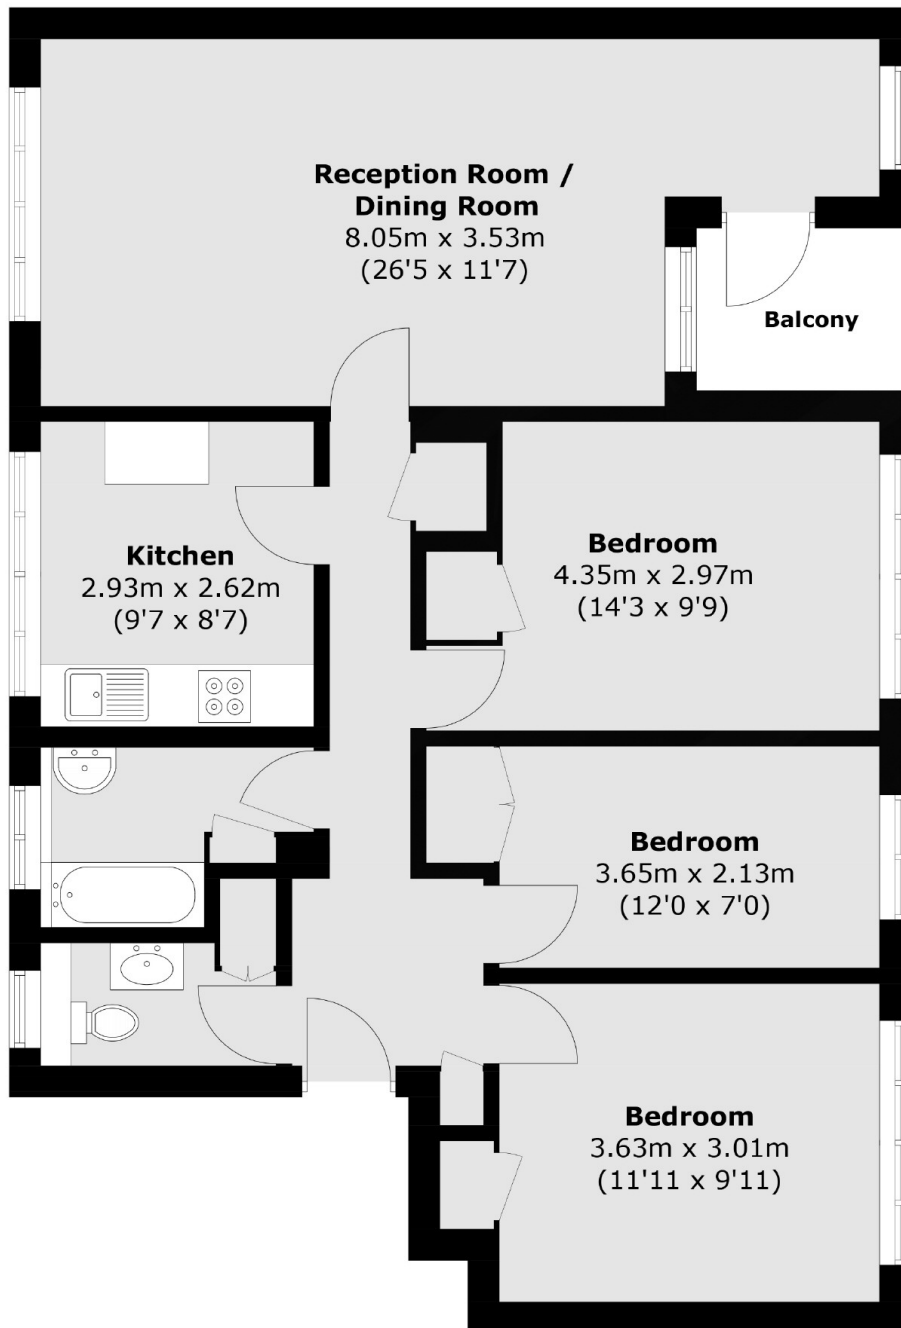 Reception Room /
Dining Room
8.05m x 3.53m
(26'5 x 11'7)
Balcony
Kitchen
2.93m x 2.62m
(9'7 x 8'7)
Bedroom
4.35m x 2.97m
(14'3 x 9'9)
Bedroom
3.65m x 2.13m
(12'0 x 7'0)
Bedroom
3.63m x 3.01m
(11'11 x 9'11)